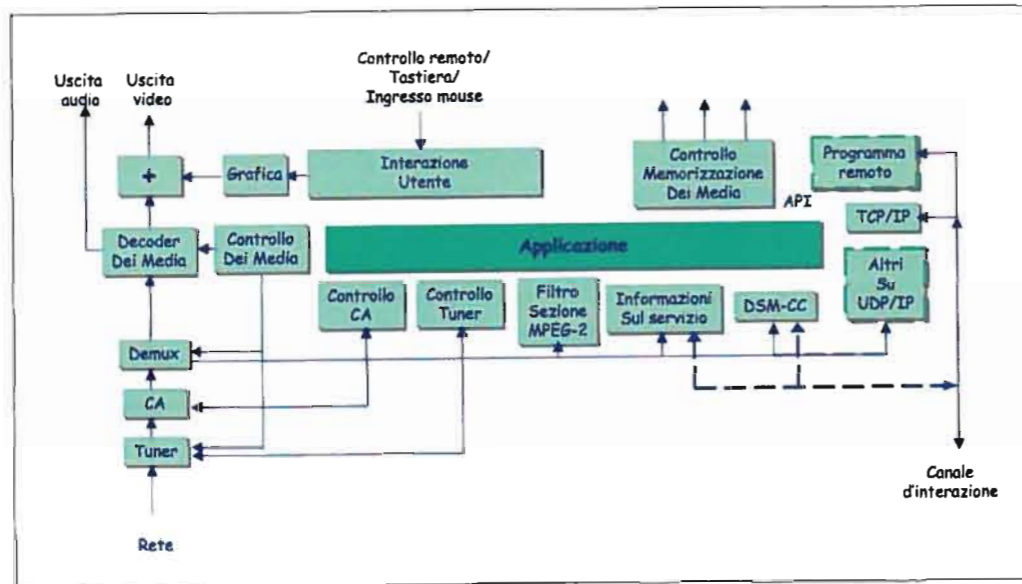 Controllo remoto/
Tastiera/
Ingresso mouse
Uscita
audio
Uscita
video
+
Grafica
Interazione
Utente
Controllo
Memorizzazione
Dei Media
Programma
remoto
API
TCP/IP
Decoder
Dei Media
Controllo
Dei Media
Applicazione
Altri
Su
UDP/IP
Controllo
CA
Controllo
Tuner
Filtro
Sezione
MPEG-2
Informazioni
Sul servizio
DSM-CC
Demux
CA
Tuner
Canale
d'interazione
Rete